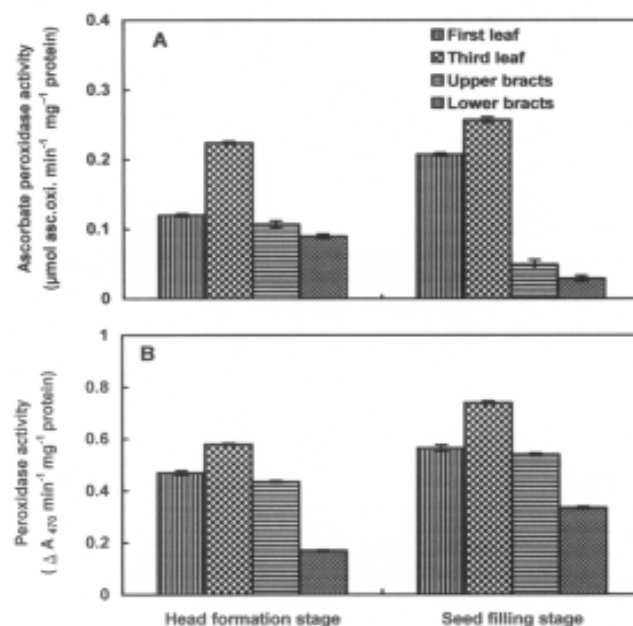 Ascorbate peroxidase activity
(µmol asc.oxi. min⁻¹ mg⁻¹ protein)
0.4
0.3
0.2
0.1
0
A
First leaf
Third leaf
Upper bracts
Lower bracts
Peroxidase activity
( Δ A 470 min⁻¹ mg⁻¹ protein)
1
0.8
0.6
0.4
0.2
0
B
Head formation stage
Seed filling stage